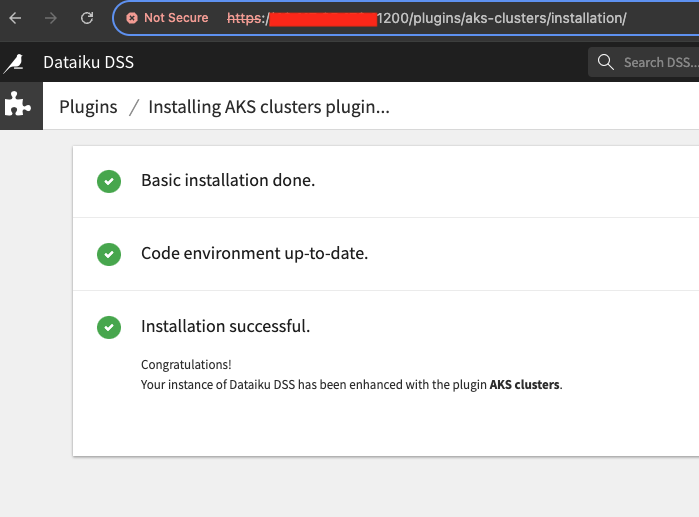 Not Secure https:/ 1200/plugins/aks-clusters/installation/
Dataiku DSS Search DSS...
Plugins / Installing AKS clusters plugin...
Basic installation done.
Code environment up-to-date.
Installation successful.
Congratulations!
Your instance of Dataiku DSS has been enhanced with the plugin AKS clusters.